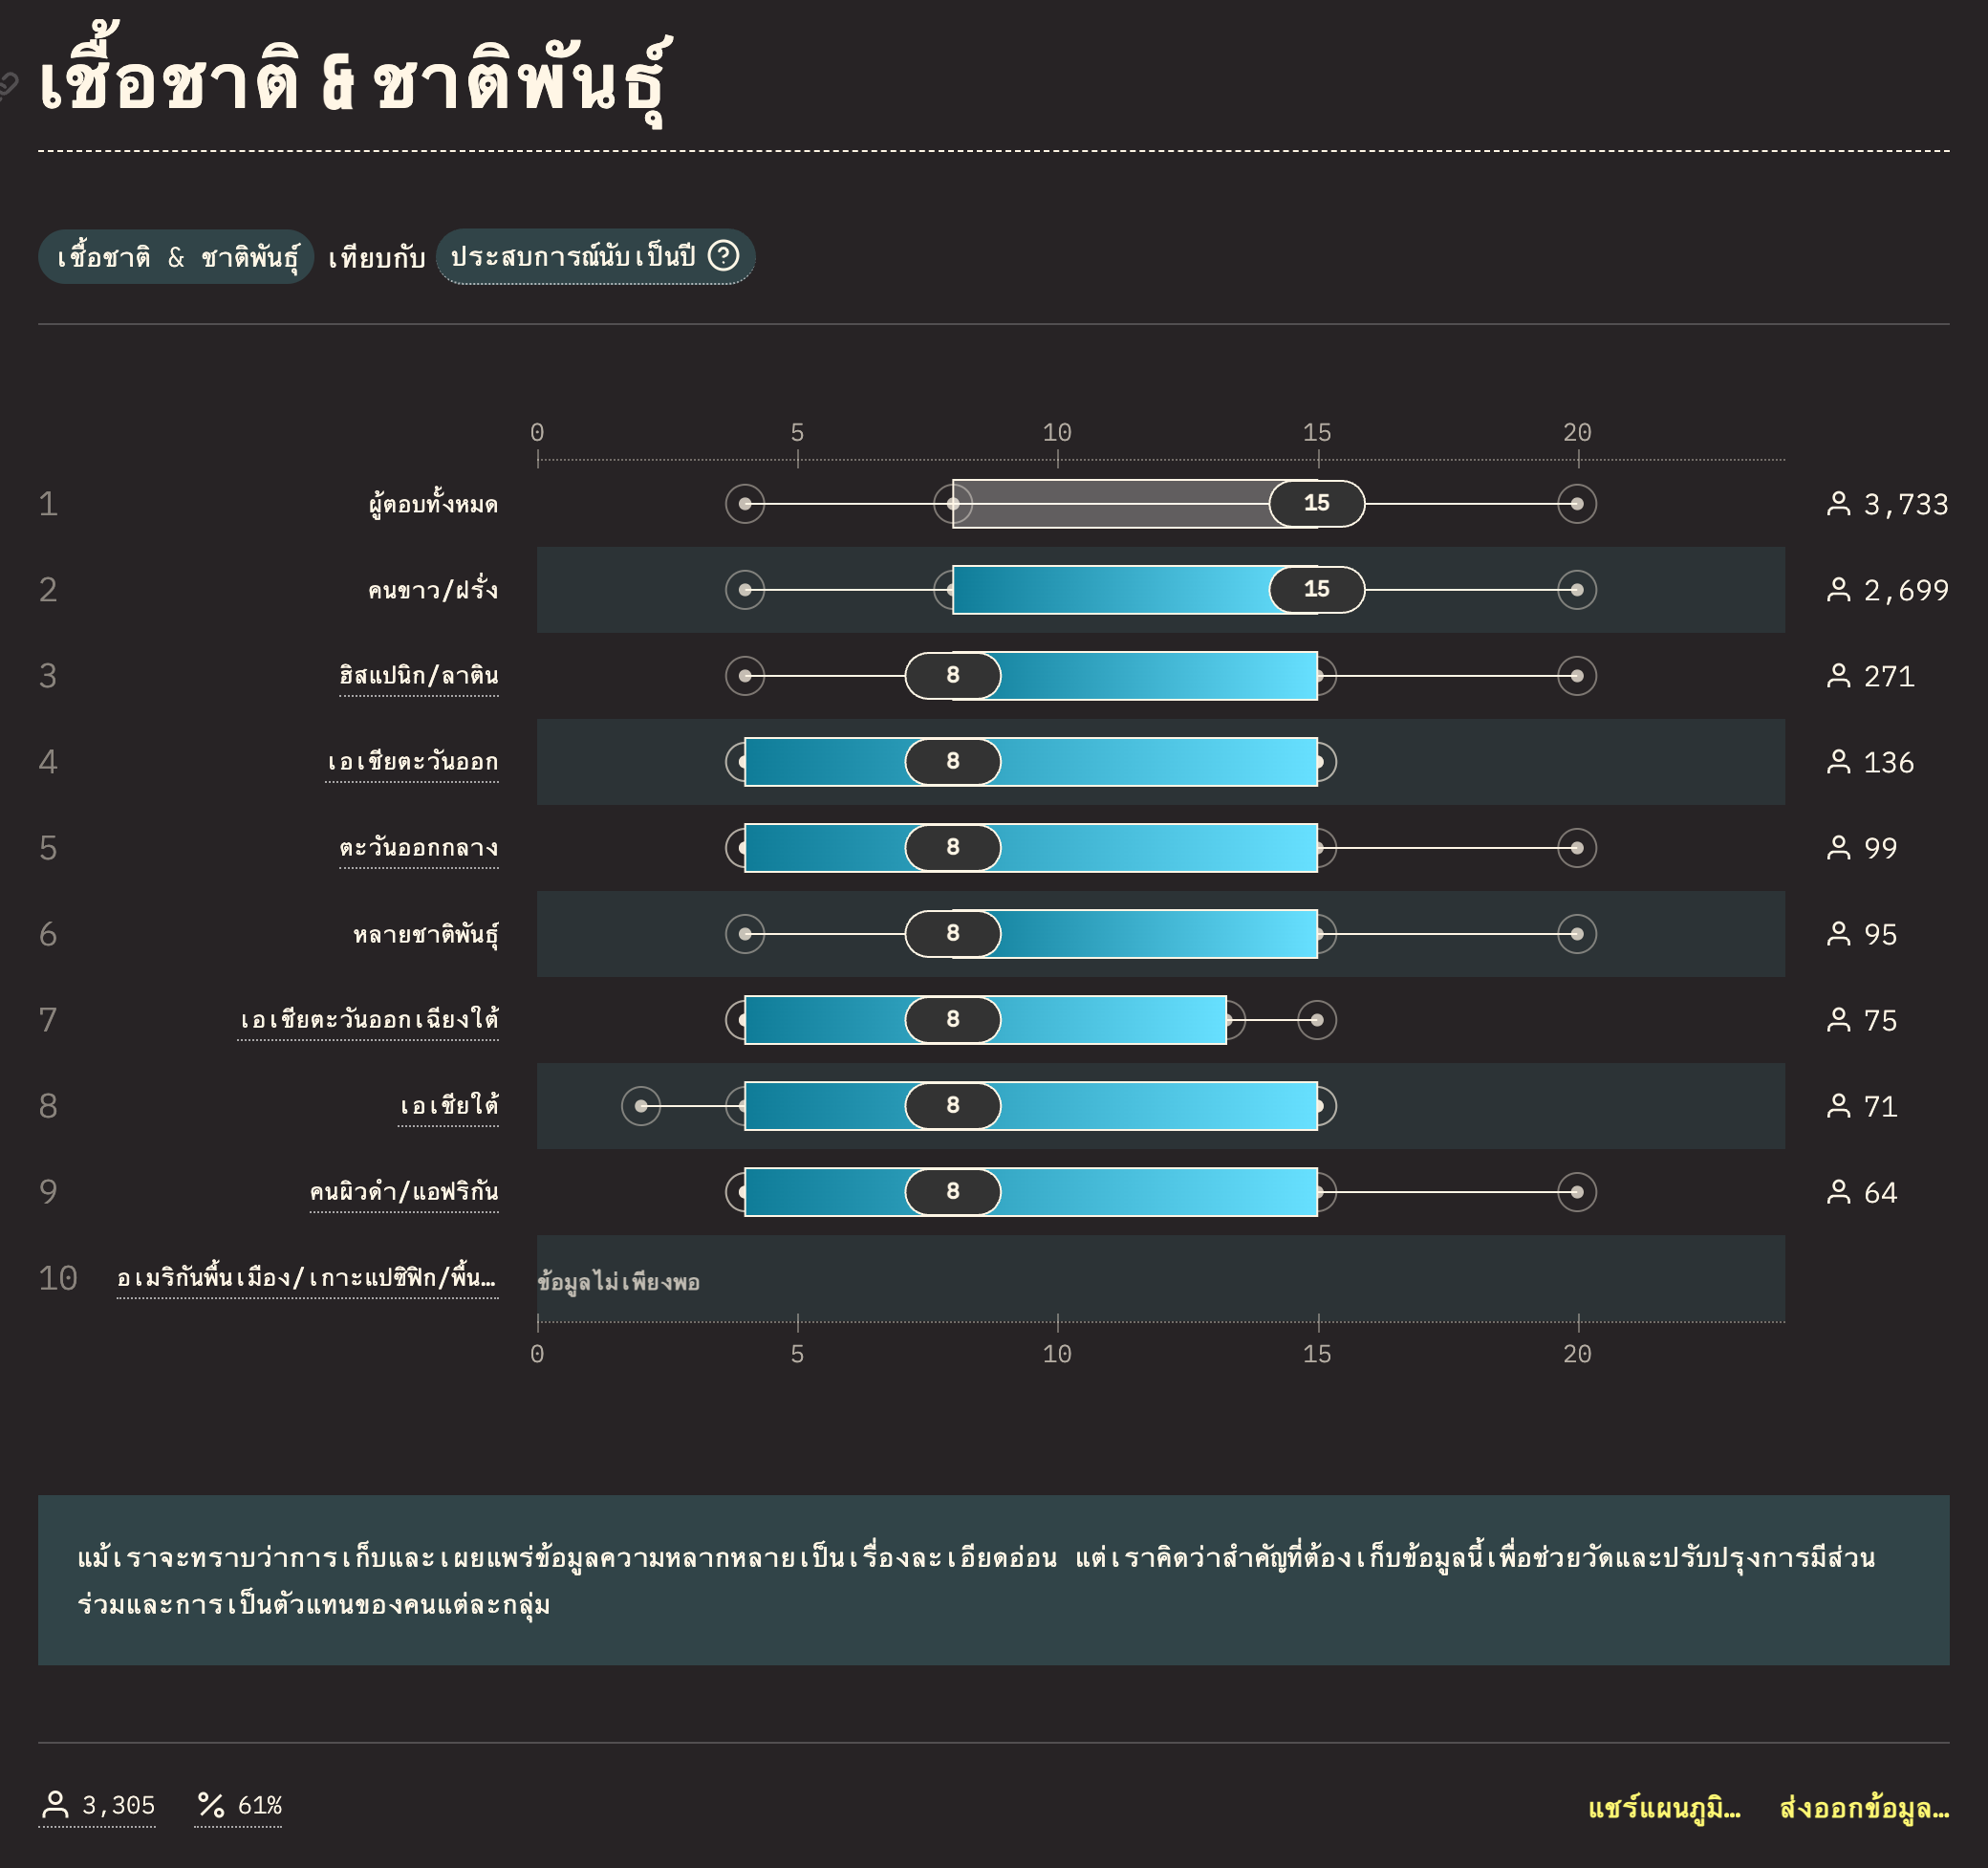 เชื้อชาติ & ชาติพันธุ์
เชื้อชาติ & ชาติพันธุ์ เทียบกับ ประสบการณ์นับเป็นปี ?
0 5 10 15 20
1 ผู้ตอบทั้งหมด 15 3,733
2 คนขาว/ฝรั่ง 15 2,699
3 ฮิสแปนิก/ลาติน 8 271
4 เอเชียตะวันออก 8 136
5 ตะวันออกกลาง 8 99
6 หลายชาติพันธุ์ 8 95
7 เอเชียตะวันออกเฉียงใต้ 8 75
8 เอเชียใต้ 8 71
9 คนผิวดำ/แอฟริกัน 8 64
10 อเมริกันพื้นเมือง/เกาะแปซิฟิก/พื้น… ข้อมูลไม่เพียงพอ
0 5 10 15 20
แม้เราจะทราบว่าการเก็บและเผยแพร่ข้อมูลความหลากหลายเป็นเรื่องละเอียดอ่อน แต่เราคิดว่าสำคัญที่ต้องเก็บข้อมูลนี้เพื่อช่วยวัดและปรับปรุงการมีส่วน
ร่วมและการเป็นตัวแทนของคนแต่ละกลุ่ม
3,305 % 61% แชร์แผนภูมิ… ส่งออกข้อมูล…